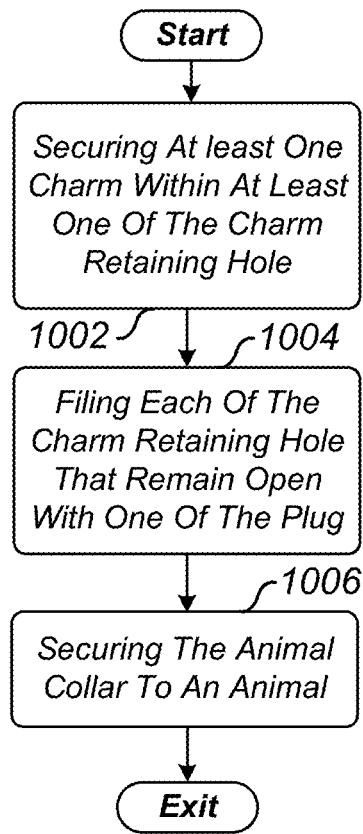 Start
Securing At least One
Charm Within At Least
One Of The Charm
Retaining Hole
1002
1004
Filing Each Of The
Charm Retaining Hole
That Remain Open
With One Of The Plug
1006
Securing The Animal
Collar To An Animal
Exit